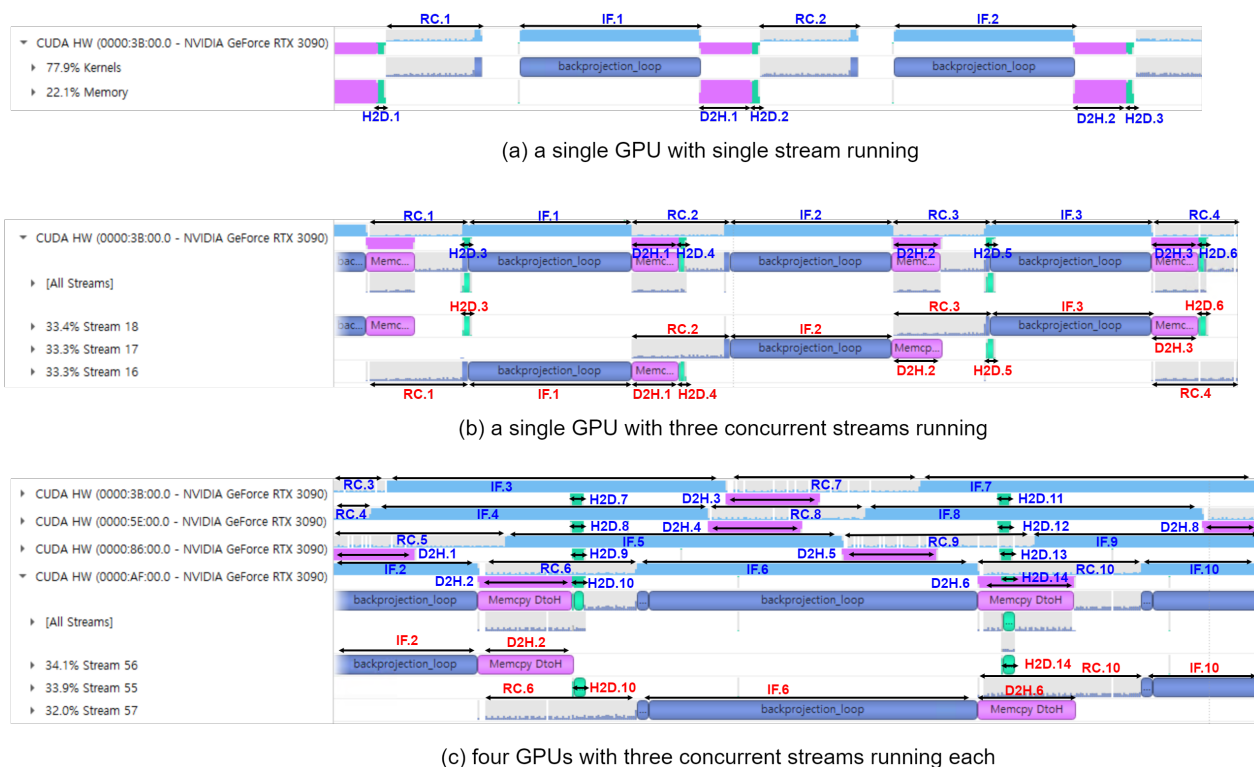 RC.1 IF.1 RC.2 IF.2
CUDA HW (0000:3B:00.0 - NVIDIA GeForce RTX 3090)
77.9% Kernels backprojection_loop backprojection_loop
22.1% Memory
H2D.1 D2H.1 H2D.2 D2H.2 H2D.3
(a) a single GPU with single stream running
RC.1 IF.1 RC.2 IF.2 RC.3 IF.3 RC.4
CUDA HW (0000:3B:00.0 - NVIDIA GeForce RTX 3090)
H2D.3 D2H.1 H2D.4 D2H.2 H2D.5 D2H.3 H2D.6
bac... Memc... backprojection_loop Memc... backprojection_loop Memc... backprojection_loop Memc...
[All Streams]
H2D.3 RC.3 IF.3 H2D.6
33.4% Stream 18 bac... Memc... backprojection_loop Memc...
RC.2 IF.2 D2H.3
33.3% Stream 17 backprojection_loop Memcp...
D2H.2 H2D.5
33.3% Stream 16 backprojection_loop Memc...
RC.1 IF.1 D2H.1 H2D.4 RC.4
(b) a single GPU with three concurrent streams running
RC.3 IF.3 H2D.7 D2H.3 RC.7 IF.7 H2D.11
CUDA HW (0000:3B:00.0 - NVIDIA GeForce RTX 3090)
RC.4 IF.4 H2D.8 D2H.4 RC.8 IF.8 H2D.12 D2H.8
CUDA HW (0000:5E:00.0 - NVIDIA GeForce RTX 3090)
RC.5 D2H.1 IF.5 H2D.9 D2H.5 RC.9 IF.9 H2D.13
CUDA HW (0000:86:00.0 - NVIDIA GeForce RTX 3090)
IF.2 D2H.2 RC.6 H2D.10 IF.6 D2H.6 RC.10 H2D.14 IF.10
CUDA HW (0000:AF:00.0 - NVIDIA GeForce RTX 3090)
backprojection_loop Memcpy DtoH ... backprojection_loop Memcpy DtoH ... backprojection_loop
[All Streams] ...
IF.2 D2H.2
34.1% Stream 56 backprojection_loop Memcpy DtoH H2D.14
RC.10 IF.10
33.9% Stream 55 H2D.10 ... backprojection_loop
RC.6 IF.6 D2H.6
32.0% Stream 57 ... backprojection_loop Memcpy DtoH
(c) four GPUs with three concurrent streams running each